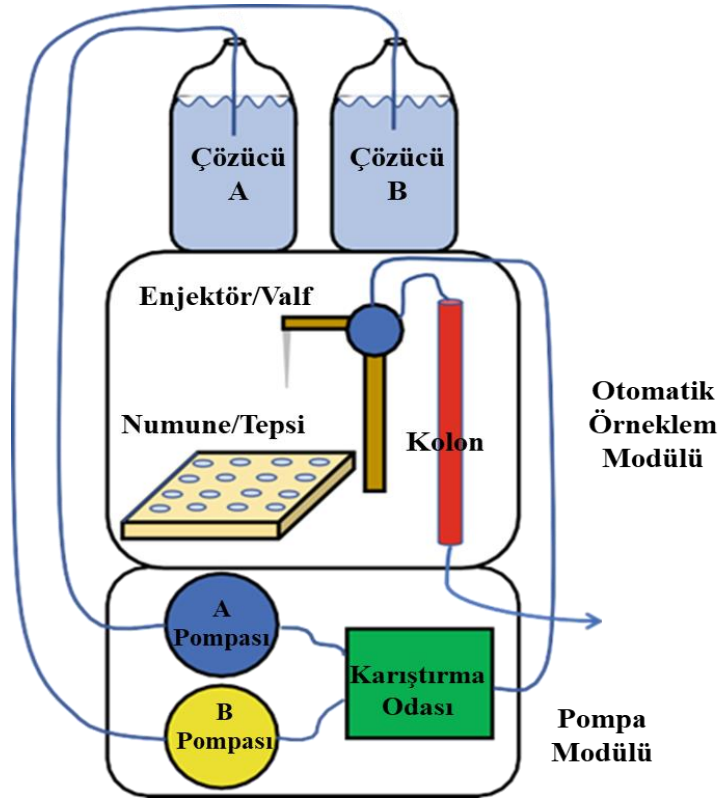 Çözücü
A
Çözücü
B
Enjektör/Valf
Numune/Tepsi
Kolon
Otomatik
Örneklem
Modülü
A
Pompası
B
Pompası
Karıştırma
Odası
Pompa
Modülü